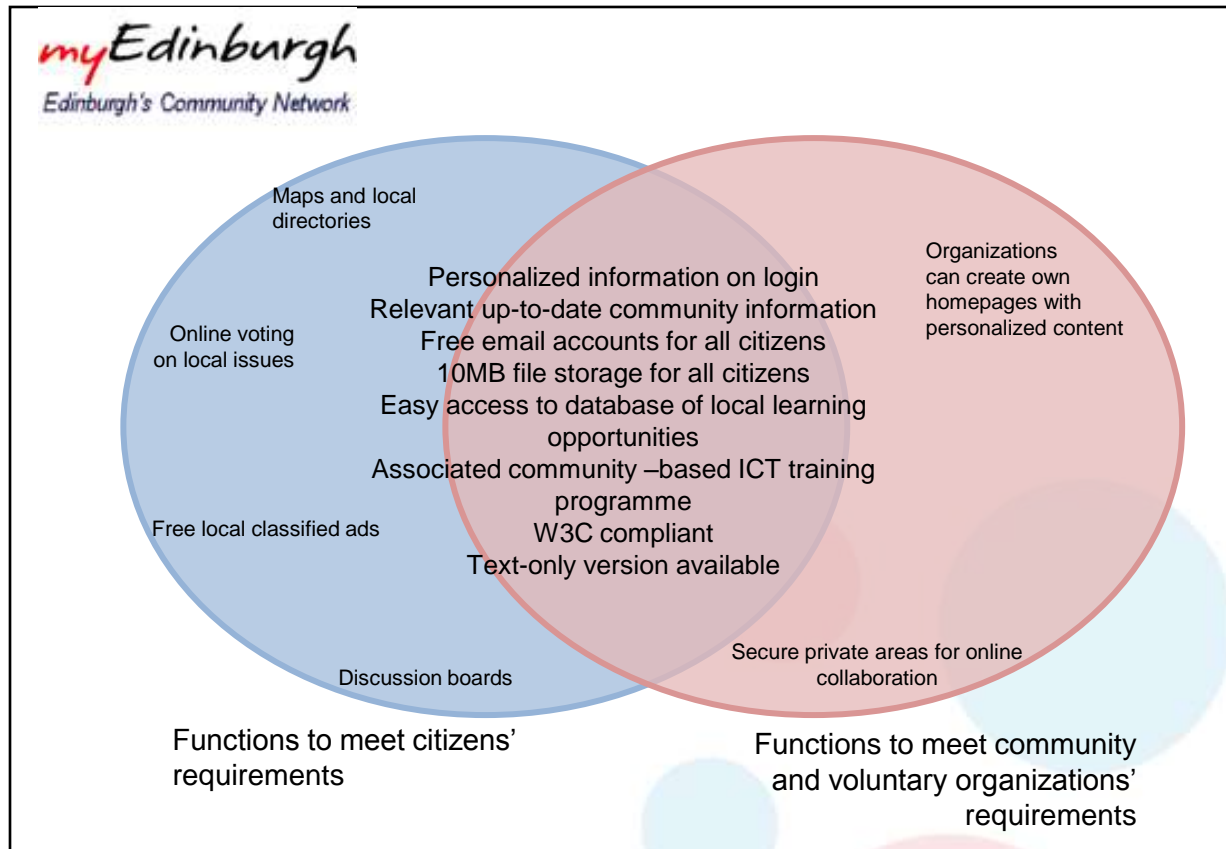 myEdinburgh
Edinburgh's Community Network
Maps and local
directories
Online voting
on local issues
Free local classified ads
Discussion boards
Personalized information on login
Relevant up-to-date community information
Free email accounts for all citizens
10MB file storage for all citizens
Easy access to database of local learning
opportunities
Associated community –based ICT training
programme
W3C compliant
Text-only version available
Organizations
can create own
homepages with
personalized content
Secure private areas for online
collaboration
Functions to meet citizens’
requirements
Functions to meet community
and voluntary organizations’
requirements